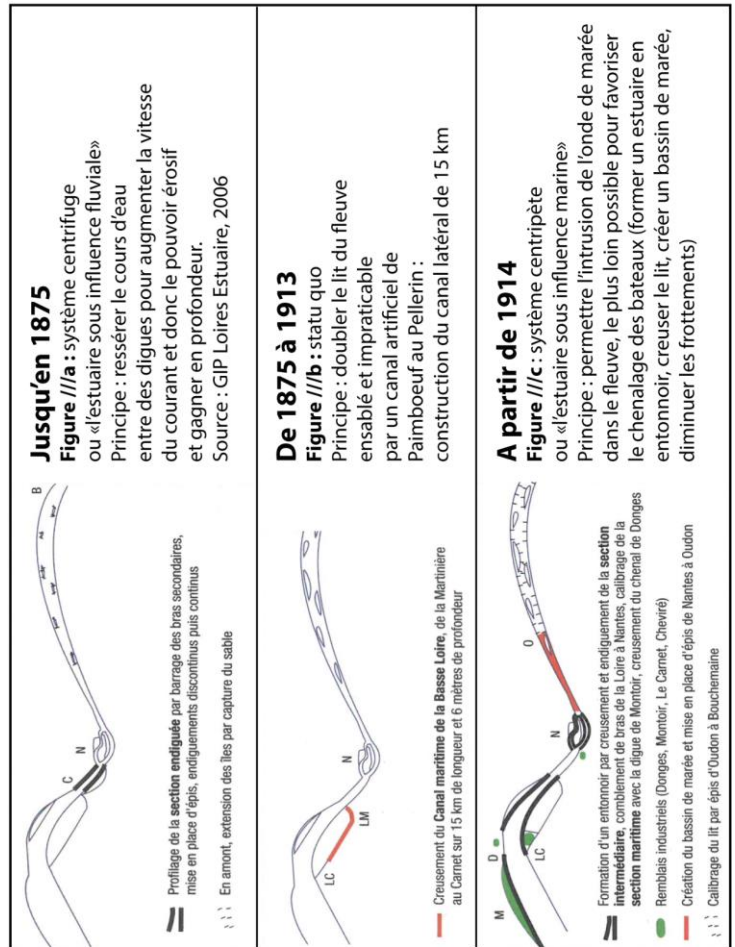 Jusqu'en 1875
Figure ///a : système centrifuge
ou «l'estuaire sous influence fluviale»
Principe : ressérer le cours d'eau
entre des digues pour augmenter la vitesse
du courant et donc le pouvoir érosif
et gagner en profondeur.
Source : GIP Loires Estuaire, 2006
B
C
N
Profilage de la section endiguée par barrage des bras secondaires,
mise en place d'épis, endiguements discontinus puis continus
En amont, extension des îles par capture du sable
De 1875 à 1913
Figure ///b : statu quo
Principe : doubler le lit du fleuve
ensablé et impraticable
par un canal artificiel de
Paimboeuf au Pellerin :
construction du canal latéral de 15 km
LC
LM
N
Creusement du Canal maritime de la Basse Loire, de la Martinière
au Carnet sur 15 km de longueur et 6 mètres de profondeur
A partir de 1914
Figure ///c : système centripète
ou «l'estuaire sous influence marine»
Principe : permettre l'intrusion de l'onde de marée
dans le fleuve, le plus loin possible pour favoriser
le chenalage des bateaux (former un estuaire en
entonnoir, creuser le lit, créer un bassin de marée,
diminuer les frottements)
M
D
LC
N
O
Formation d'un entonnoir par creusement et endiguement de la section
intermédiaire, comblement de bras de la Loire à Nantes, calibrage de la
section maritime avec la digue de Montoir, creusement du chenal de Donges
Remblais industriels (Donges, Montoir, Le Carnet, Cheviré)
Création du bassin de marée et mise en place d'épis de Nantes à Oudon
Calibrage du lit par épis d'Oudon à Bouchemaine